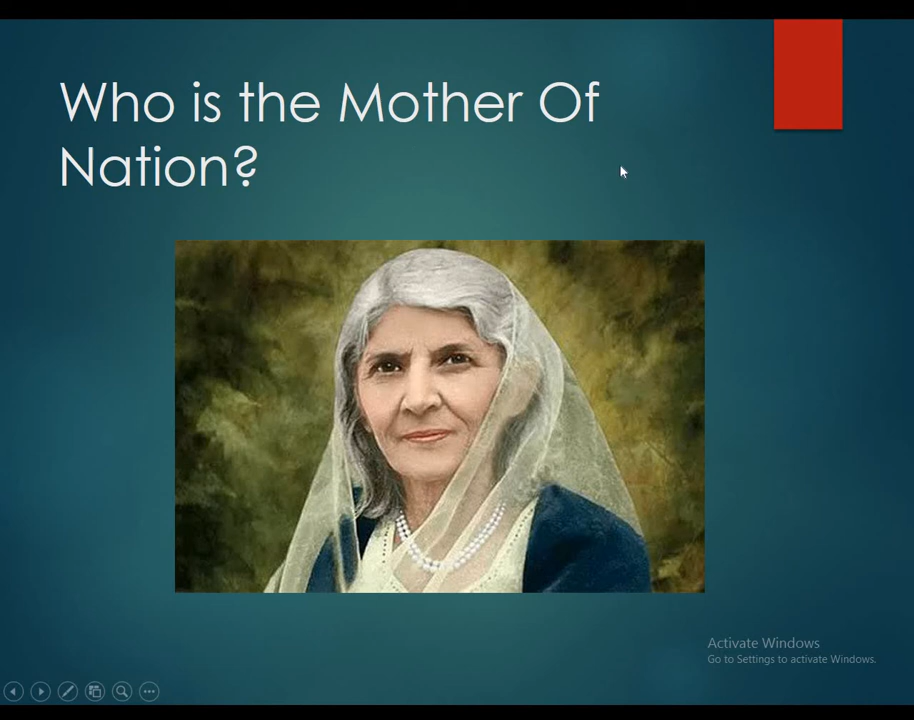 Who is the Mother Of
Nation?
Activate Windows
Go to Settings to activate Windows.